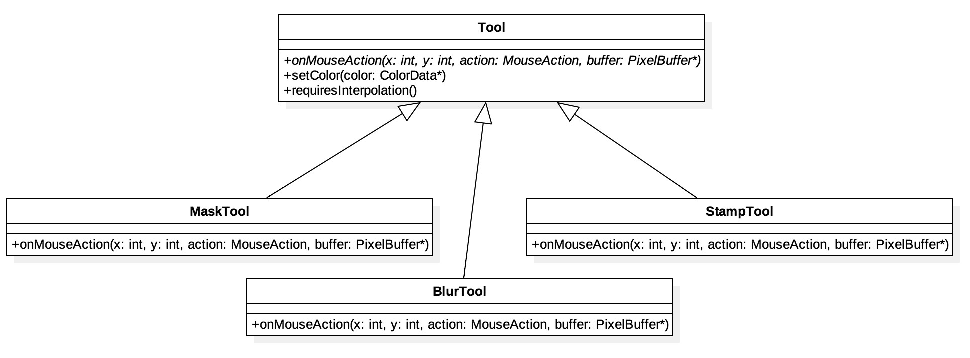 Tool
+onMouseAction(x: int, y: int, action: MouseAction, buffer: PixelBuffer*)
+setColor(color: ColorData*)
+requiresInterpolation()
MaskTool
+onMouseAction(x: int, y: int, action: MouseAction, buffer: PixelBuffer*)
StampTool
+onMouseAction(x: int, y: int, action: MouseAction, buffer: PixelBuffer*)
BlurTool
+onMouseAction(x: int, y: int, action: MouseAction, buffer: PixelBuffer*)